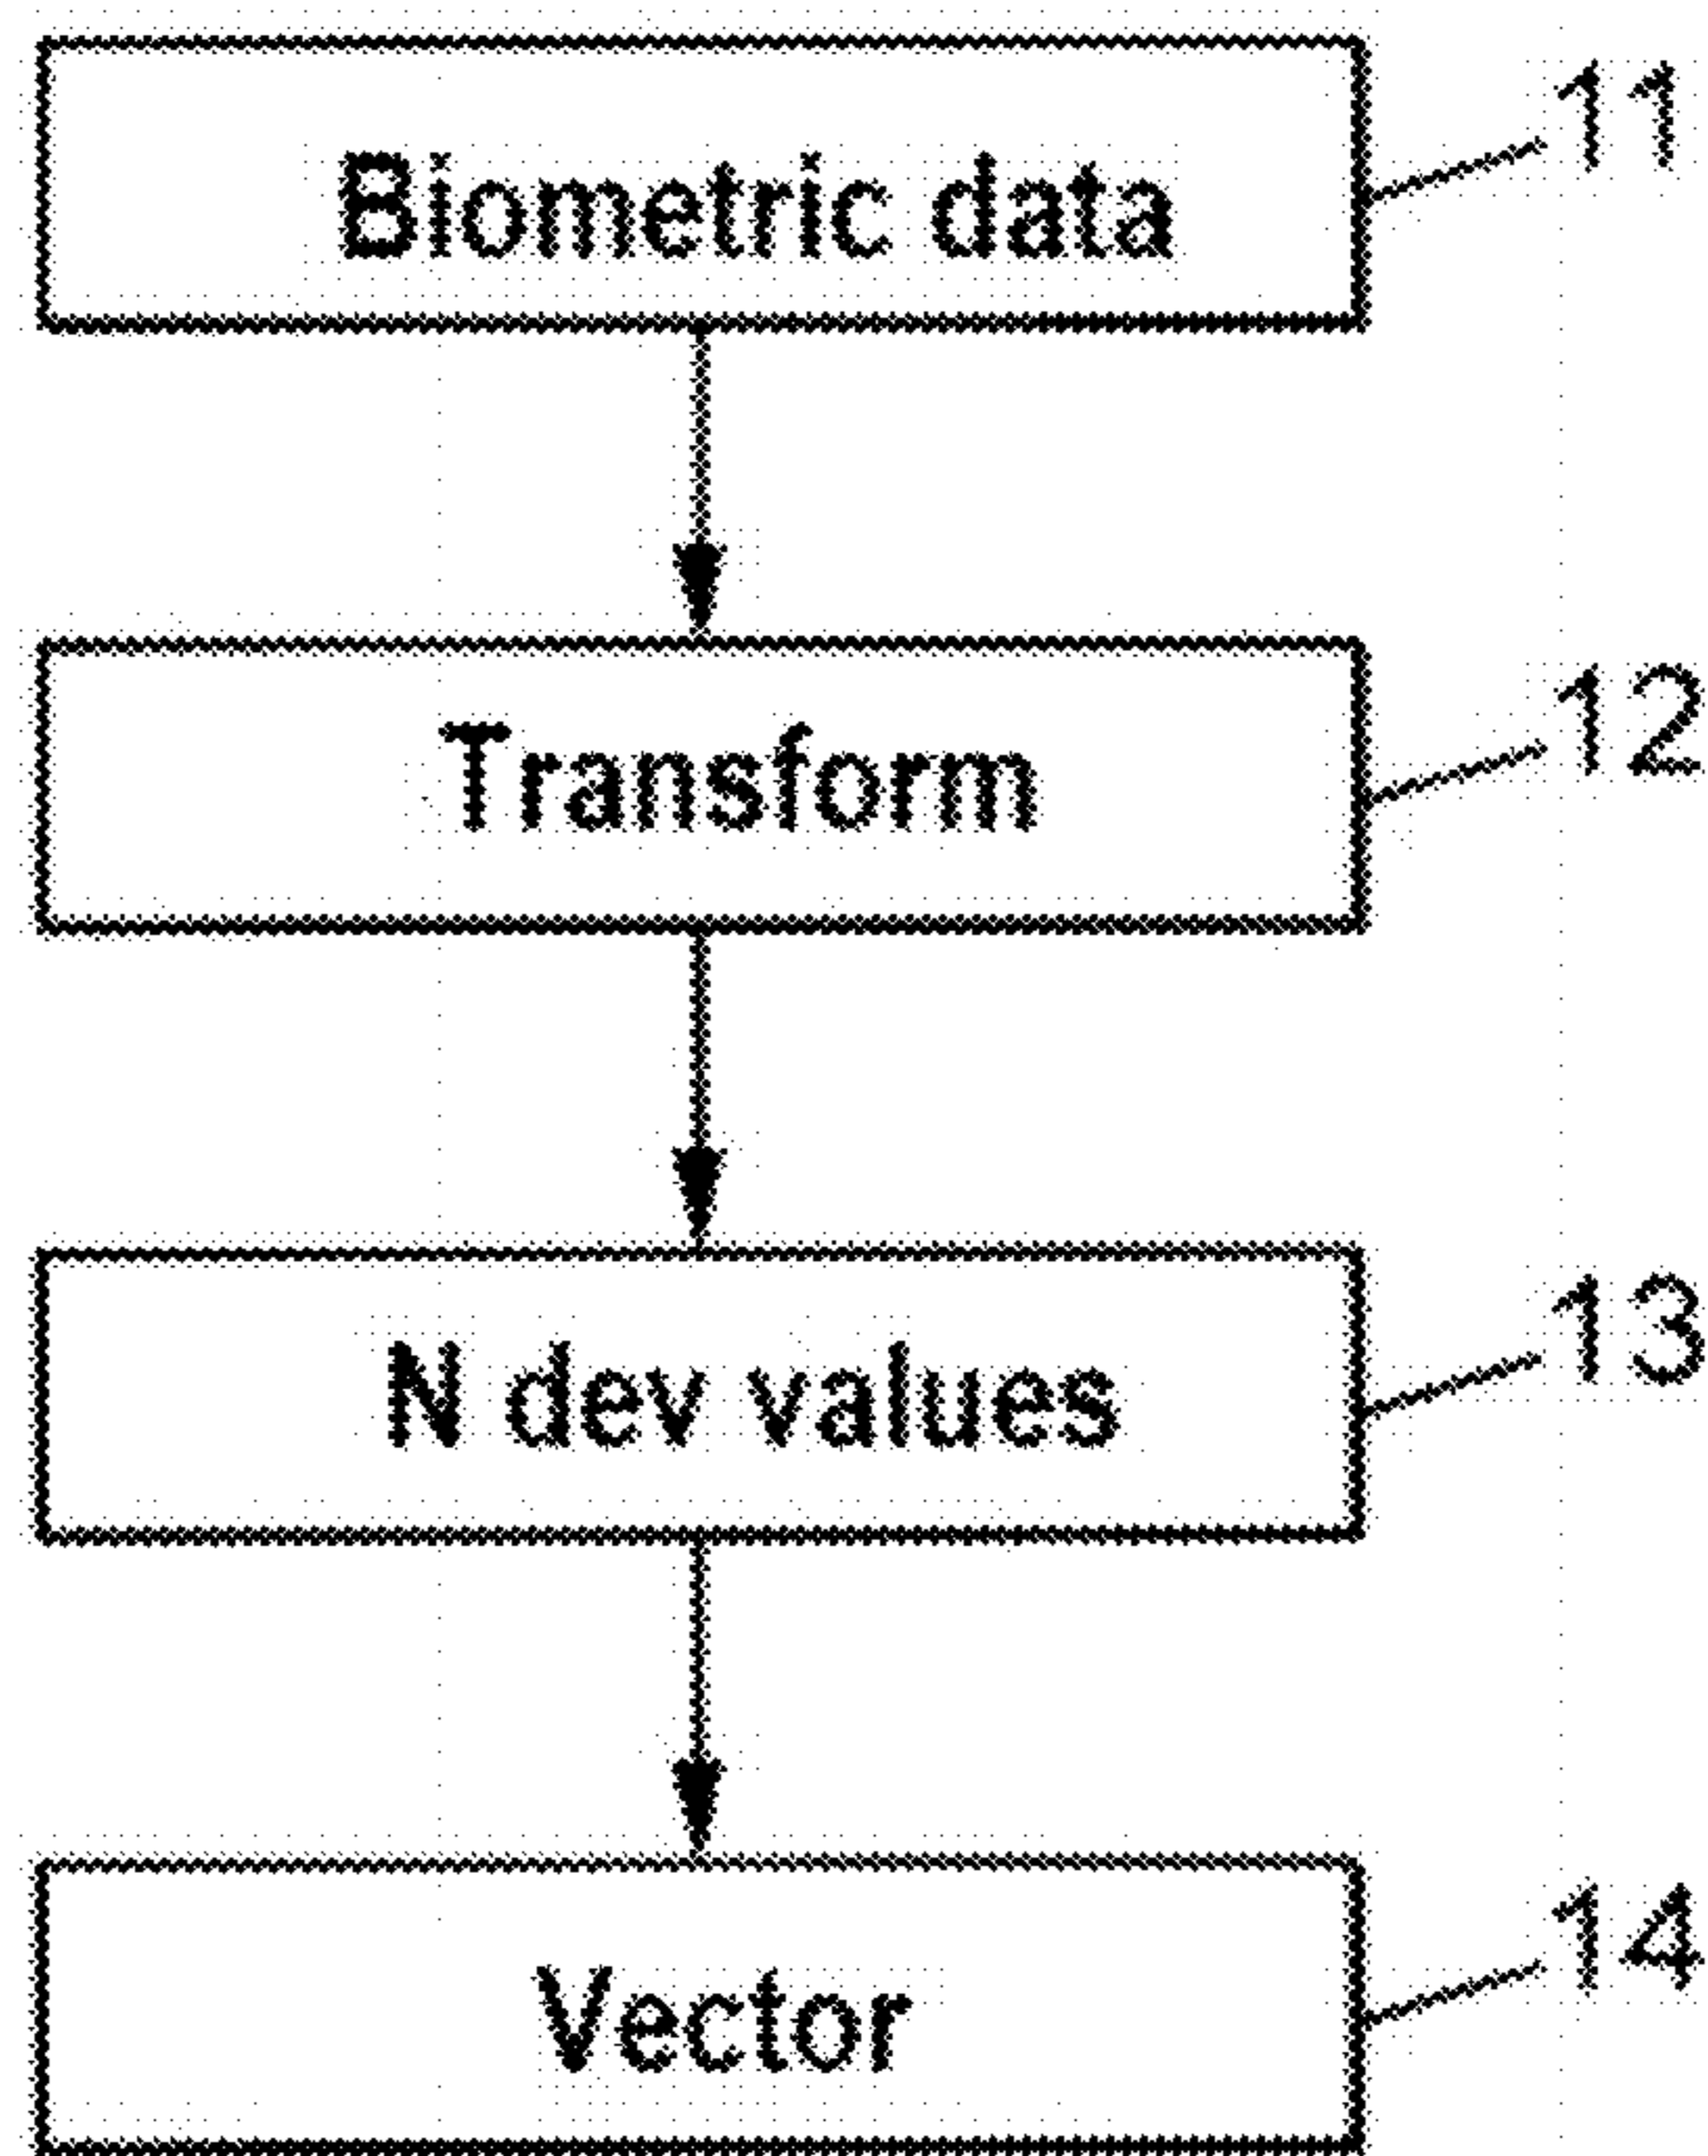 Biometric data
11
Transform
12
N dev values
13
Vector
14